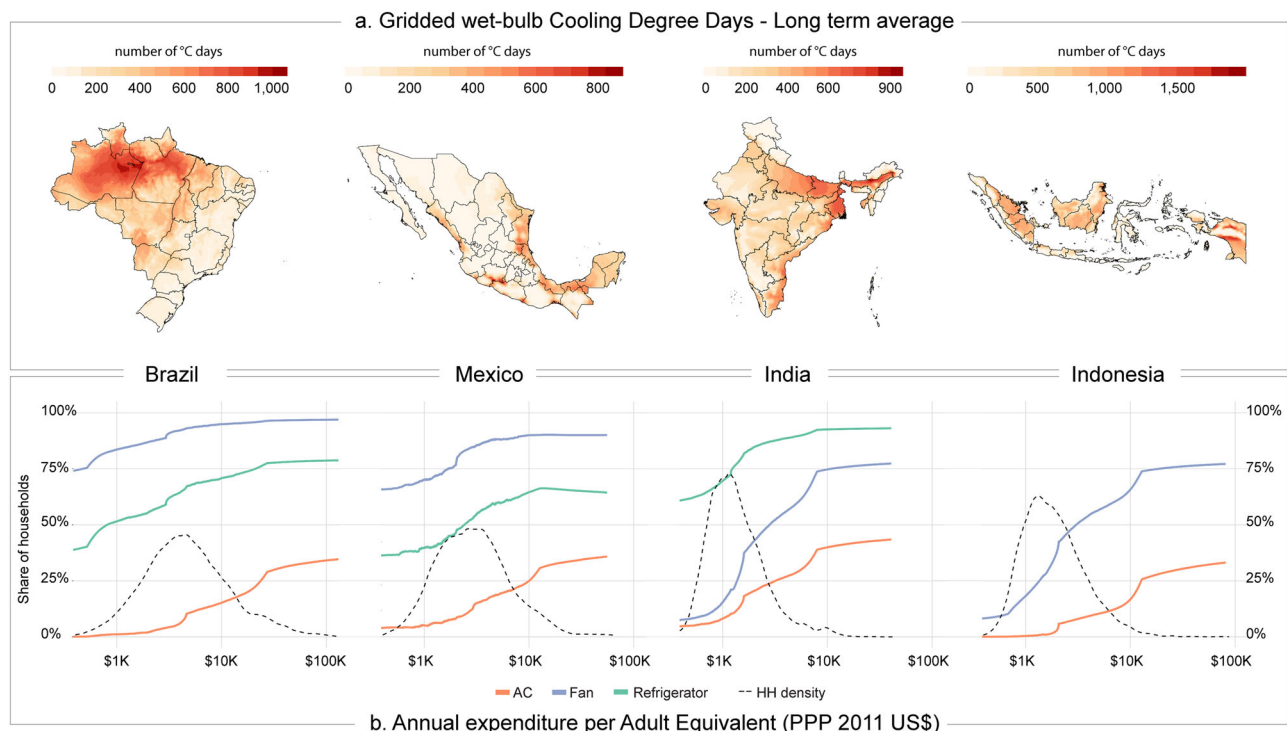 a. Gridded wet-bulb Cooling Degree Days - Long term average
number of °C days
0 200 400 600 800 1,000
number of °C days
0 200 400 600 800
number of °C days
0 200 400 600 900
number of °C days
0 500 1,000 1,500
Brazil
Mexico
India
Indonesia
Share of households
100%
75%
50%
25%
0%
100%
75%
50%
25%
0%
$1K $10K $100K
$1K $10K $100K
$1K $10K $100K
$1K $10K $100K
AC Fan Refrigerator HH density
b. Annual expenditure per Adult Equivalent (PPP 2011 US$)